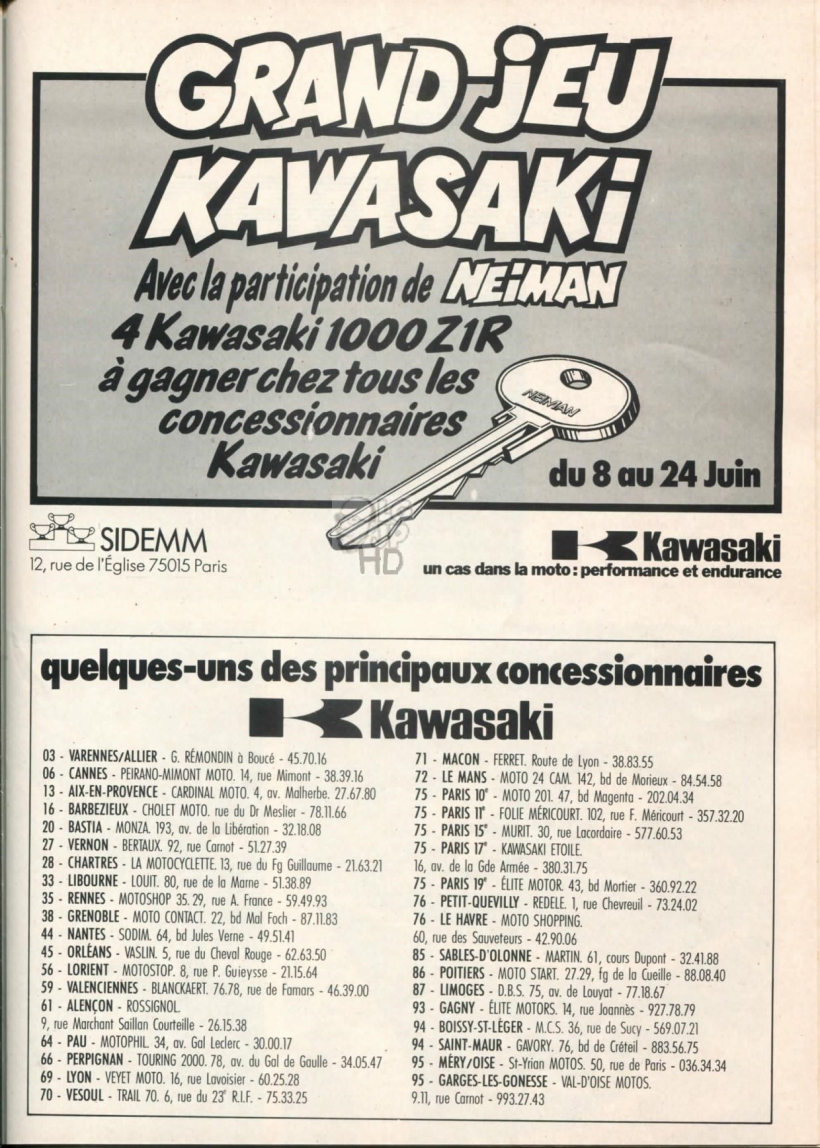 GRAND JEU
KAWASAKi
Avec la participation de NEiMAN
4 Kawasaki 1000 Z1R
à gagner chez tous les
concessionnaires
Kawasaki
NEIMAN
du 8 au 24 Juin
SIDEMM
12, rue de l'Église 75015 Paris
Kawasaki
un cas dans la moto : performance et endurance
HD
quelques-uns des principaux concessionnaires
Kawasaki
03 - VARENNES/ALLIER - G. RÉMONDIN à Boucé - 45.70.16
06 - CANNES - PEIRANO-MIMONT MOTO. 14, rue Mimont - 38.39.16
13 - AIX-EN-PROVENCE - CARDINAL MOTO. 4, av. Malherbe. 27.67.80
16 - BARBEZIEUX - CHOLET MOTO. rue du Dr Meslier - 78.11.66
20 - BASTIA - MONZA. 193, av. de la Libération - 32.18.08
27 - VERNON - BERTAUX. 92, rue Carnot - 51.27.39
28 - CHARTRES - LA MOTOCYCLETTE. 13, rue du Fg Guillaume - 21.63.21
33 - LIBOURNE - LOUIT. 80, rue de la Marne - 51.38.89
35 - RENNES - MOTOSHOP 35. 29, rue A. France - 59.49.93
38 - GRENOBLE - MOTO CONTACT. 22, bd Mal Foch - 87.11.83
44 - NANTES - SODIM. 64, bd Jules Verne - 49.51.41
45 - ORLÉANS - VASLIN. 5, rue du Cheval Rouge - 62.63.50
56 - LORIENT - MOTOSTOP. 8, rue P. Guieysse - 21.15.64
59 - VALENCIENNES - BLANCKAERT. 76.78, rue de Famars - 46.39.00
61 - ALENÇON - ROSSIGNOL.
9, rue Marchant Saillan Courteille - 26.15.38
64 - PAU - MOTOPHIL. 34, av. Gal Leclerc - 30.00.17
66 - PERPIGNAN - TOURING 2000. 78, av. du Gal de Gaulle - 34.05.47
69 - LYON - VEYET MOTO. 16, rue Lavoisier - 60.25.28
70 - VESOUL - TRAIL 70. 6, rue du 23e R.I.F. - 75.33.25
71 - MACON - FERRET. Route de Lyon - 38.83.55
72 - LE MANS - MOTO 24 CAM. 142, bd de Morieux - 84.54.58
75 - PARIS 10e - MOTO 201. 47, bd Magenta - 202.04.34
75 - PARIS 11e - FOLIE MÉRICOURT. 102, rue F. Méricourt - 357.32.20
75 - PARIS 15e - MURIT. 30, rue Lacordaire - 577.60.53
75 - PARIS 17e - KAWASAKI ETOILE.
16, av. de la Gde Armée - 380.31.75
75 - PARIS 19e - ÉLITE MOTOR. 43, bd Mortier - 360.92.22
76 - PETIT-QUEVILLY - REDELE. 1, rue Chevreuil - 73.24.02
76 - LE HAVRE - MOTO SHOPPING.
60, rue des Sauveteurs - 42.90.06
85 - SABLES-D'OLONNE - MARTIN. 61, cours Dupont - 32.41.88
86 - POITIERS - MOTO START. 27.29, fg de la Cueille - 88.08.40
87 - LIMOGES - D.B.S. 75, av. de Louyat - 77.18.67
93 - GAGNY - ÉLITE MOTORS. 14, rue Joannès - 927.78.79
94 - BOISSY-ST-LÉGER - M.C.S. 36, rue de Sucy - 569.07.21
94 - SAINT-MAUR - GAVORY. 76, bd de Créteil - 883.56.75
95 - MÉRY/OISE - St-Yrian MOTOS. 50, rue de Paris - 036.34.34
95 - GARGES-LES-GONESSE - VAL-D'OISE MOTOS.
9.11, rue Carnot - 993.27.43